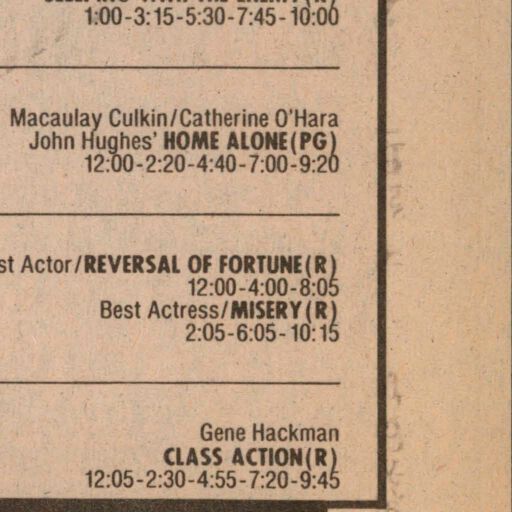 1:00-3:15-5:30-7:45-10:00
Macaulay Culkin/Catherine O'Hara
John Hughes' HOME ALONE(PG)
12:00-2:20-4:40-7:00-9:20
st Actor/REVERSAL OF FORTUNE(R)
12:00-4:00-8:05
Best Actress/MISERY(R)
2:05-6:05-10:15
Gene Hackman
CLASS ACTION(R)
12:05-2:30-4:55-7:20-9:45